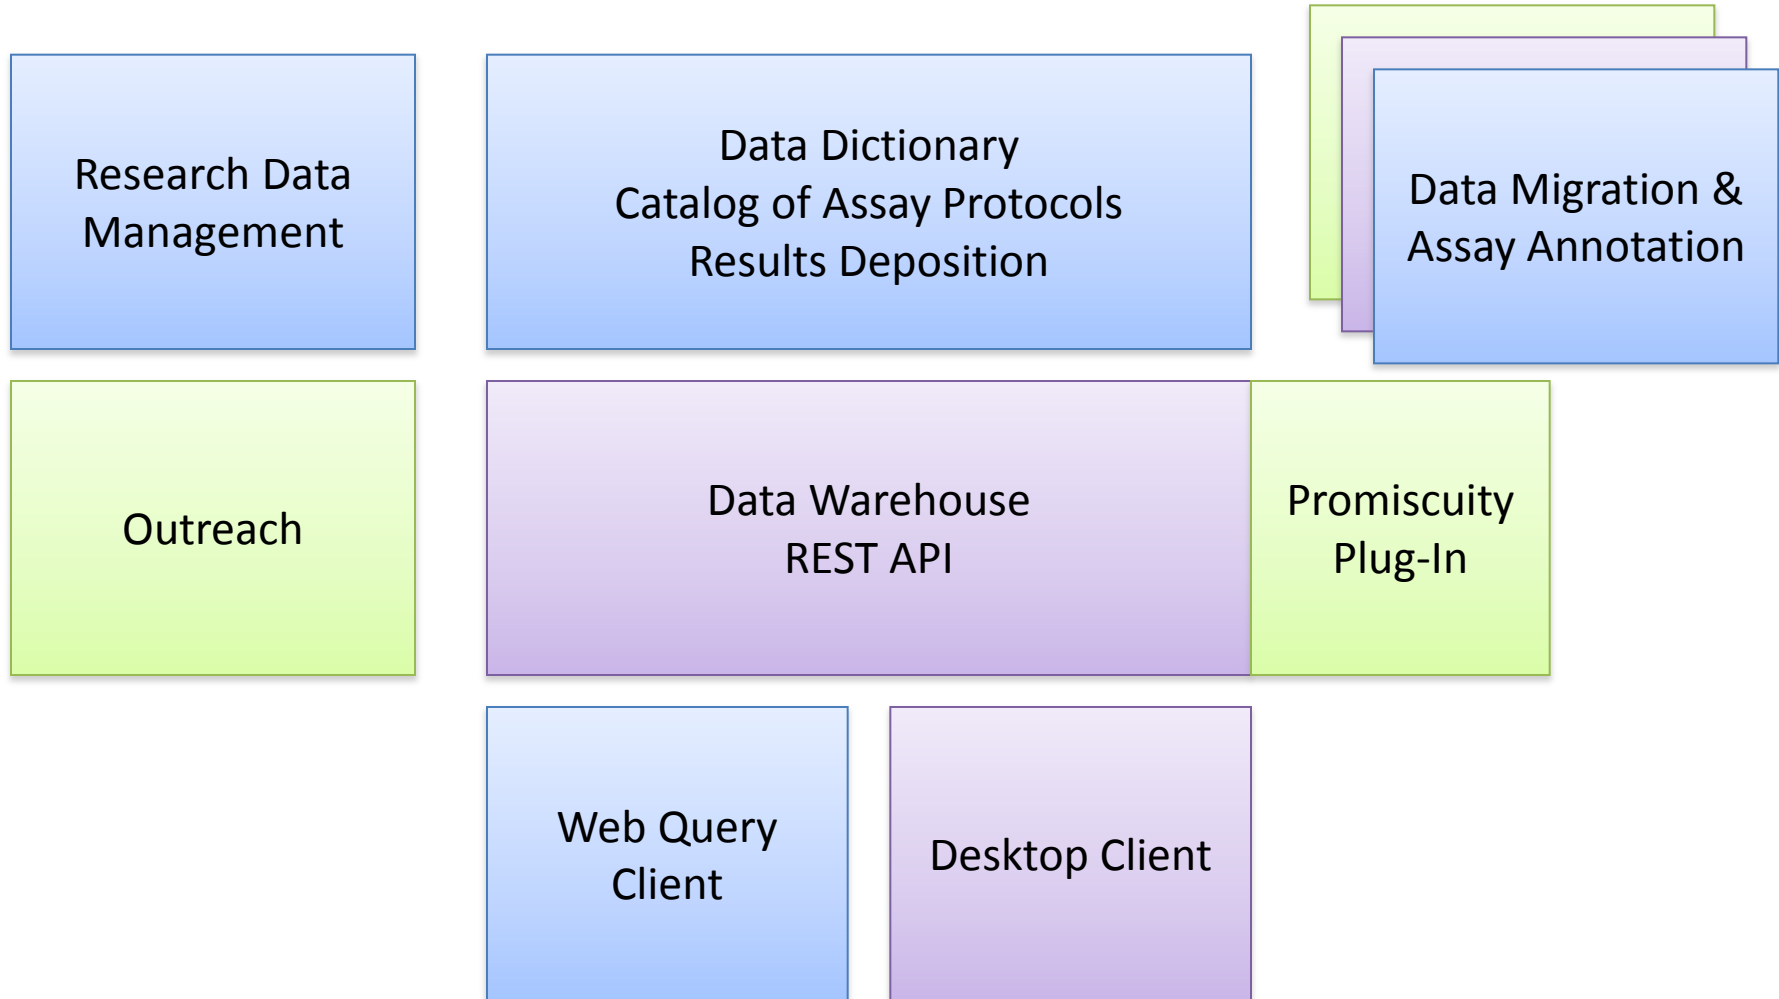 Research Data
Management
Data Dictionary
Catalog of Assay Protocols
Results Deposition
Data Migration &
Assay Annotation
Outreach
Data Warehouse
REST API
Promiscuity
Plug-In
Web Query
Client
Desktop Client